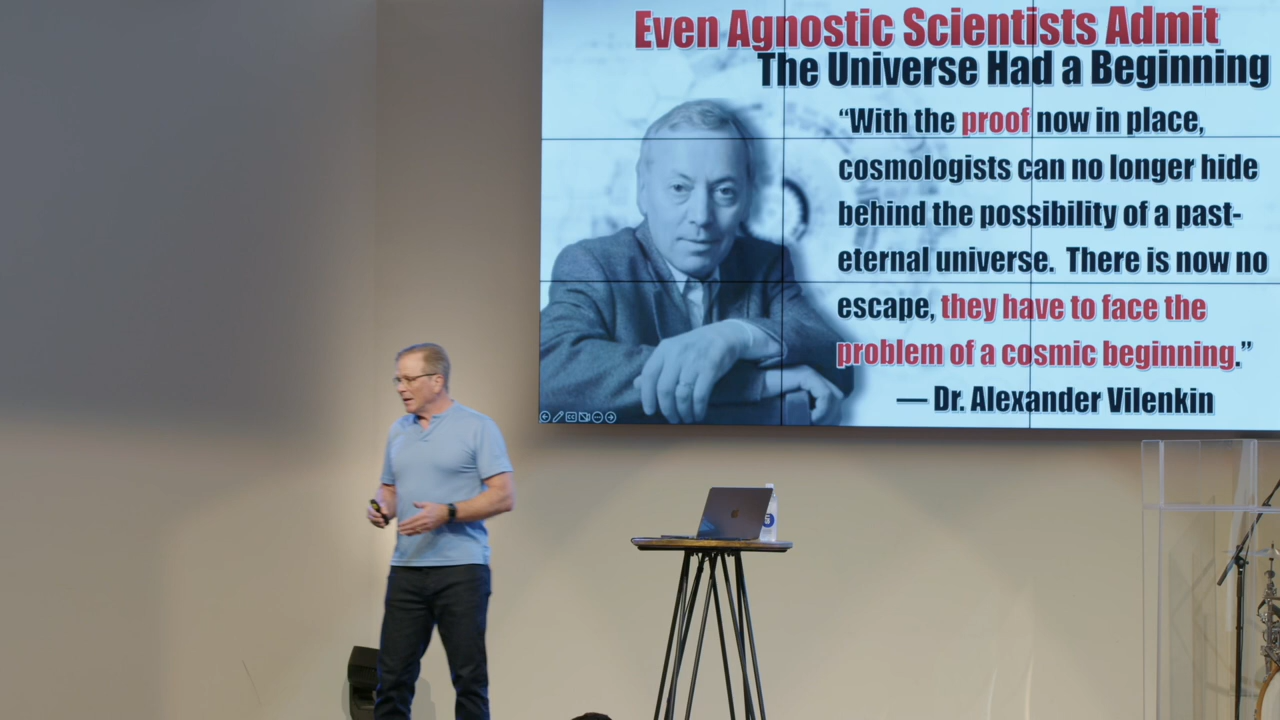 Even Agnostic Scientists Admit
The Universe Had a Beginning
“With the proof now in place,
cosmologists can no longer hide
behind the possibility of a past-
eternal universe. There is now no
escape, they have to face the
problem of a cosmic beginning.”
— Dr. Alexander Vilenkin